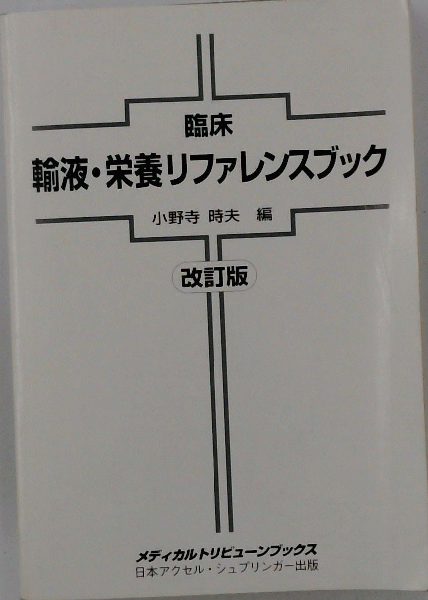 臨床
輸液・栄養リファレンスブック
小野寺 時夫 編
改訂版
メディカルトリビューンブックス
日本アクセル・シュプリンガー出版